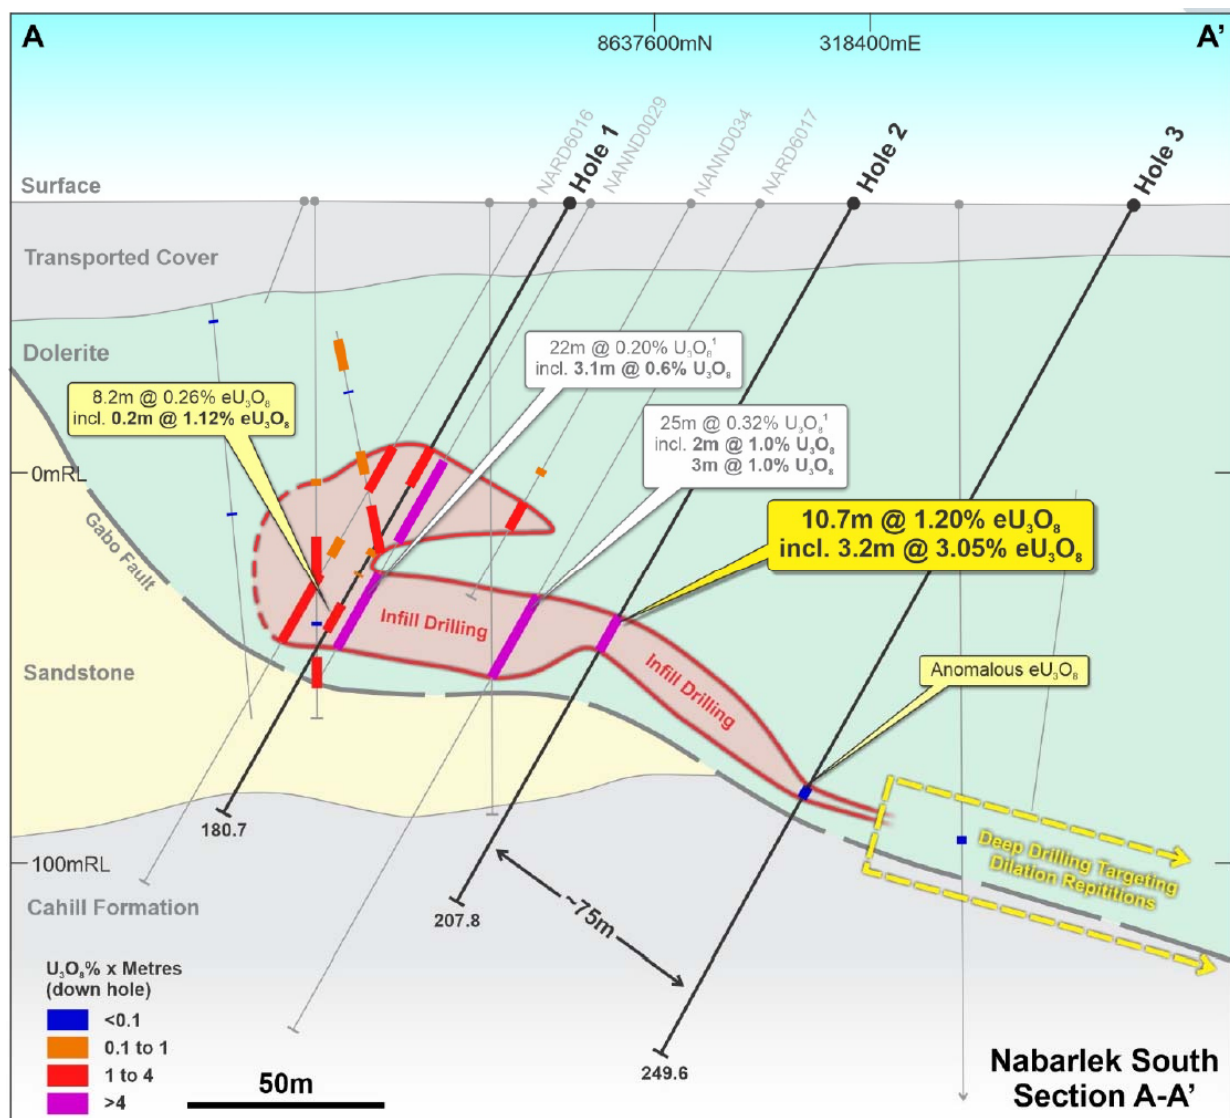 A
8637600mN
318400mE
A'
NARD6016
Hole 1
NANND0029
NANND034
NARD6017
Hole 2
Hole 3
Surface
Transported Cover
Dolerite
22m @ 0.20% U₃O₈¹
incl. 3.1m @ 0.6% U₃O₈
8.2m @ 0.26% eU₃O₈
incl. 0.2m @ 1.12% eU₃O₈
25m @ 0.32% U₃O₈¹
incl. 2m @ 1.0% U₃O₈
3m @ 1.0% U₃O₈
0mRL
10.7m @ 1.20% eU₃O₈
incl. 3.2m @ 3.05% eU₃O₈
Gabo Fault
Infill Drilling
Infill Drilling
Sandstone
Anomalous eU₃O₈
180.7
Deep Drilling Targeting
Dilation Repititions
100mRL
Cahill Formation
207.8
~75m
U₃O₈% x Metres
(down hole)
<0.1
0.1 to 1
1 to 4
>4
50m
249.6
Nabarlek South
Section A-A'